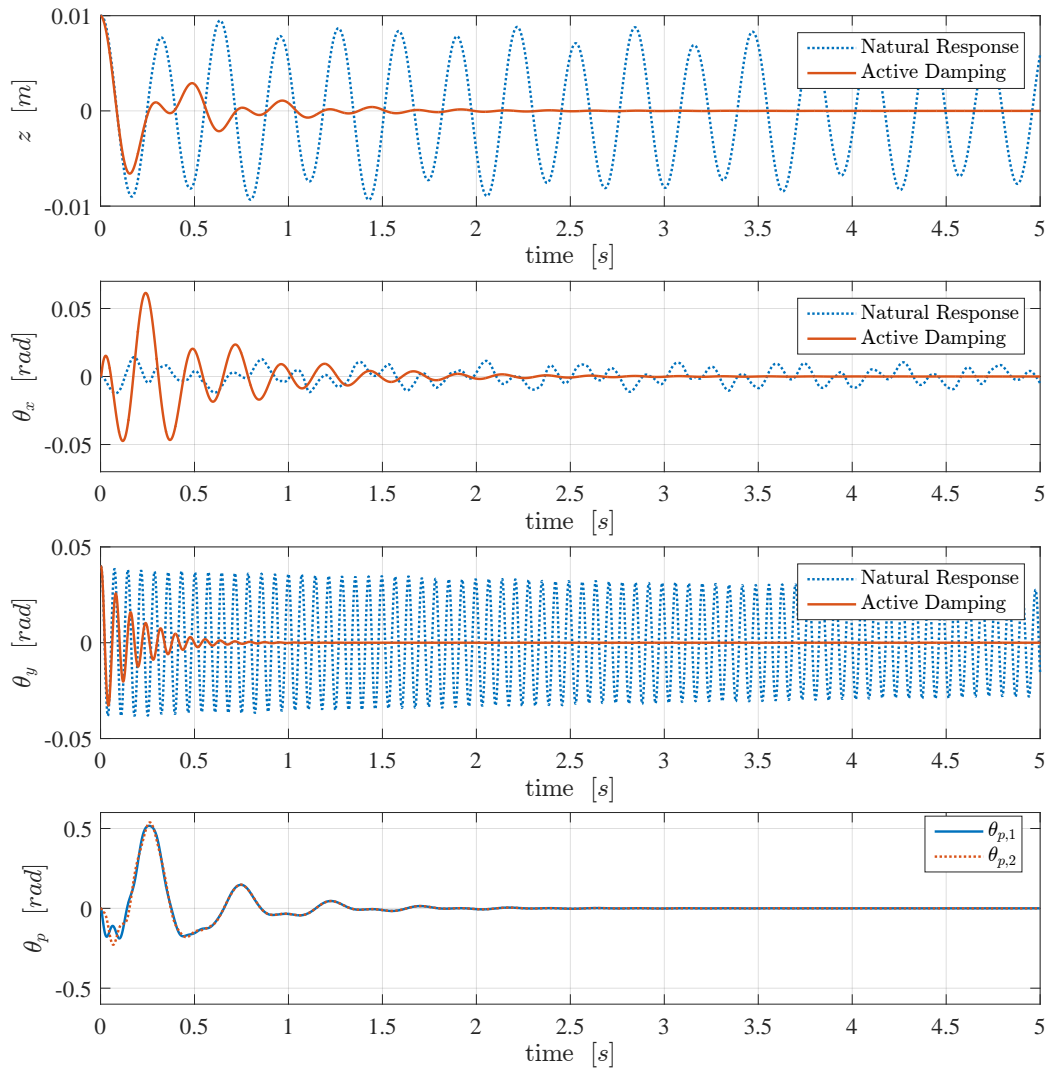 0.01
0
-0.01
z [m]
Natural Response
Active Damping
0 0.5 1 1.5 2 2.5 3 3.5 4 4.5 5
time [s]
0.05
0
-0.05
θx [rad]
Natural Response
Active Damping
0 0.5 1 1.5 2 2.5 3 3.5 4 4.5 5
time [s]
0.05
0
-0.05
θy [rad]
Natural Response
Active Damping
0 0.5 1 1.5 2 2.5 3 3.5 4 4.5 5
time [s]
0.5
0
-0.5
θp [rad]
θp,1
θp,2
0 0.5 1 1.5 2 2.5 3 3.5 4 4.5 5
time [s]